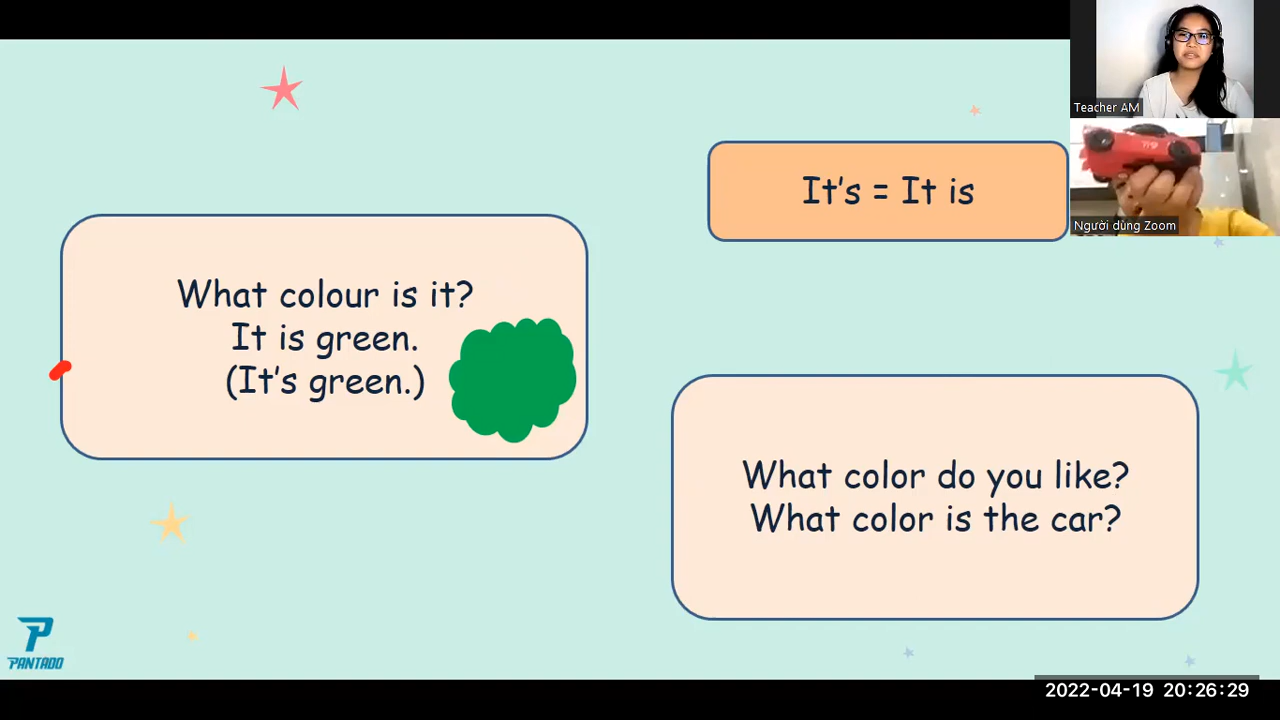 Teacher AM
It's = It is
Người dùng Zoom
What colour is it?
It is green.
(It's green.)
What color do you like?
What color is the car?
PANTADO
2022-04-19 20:26:29